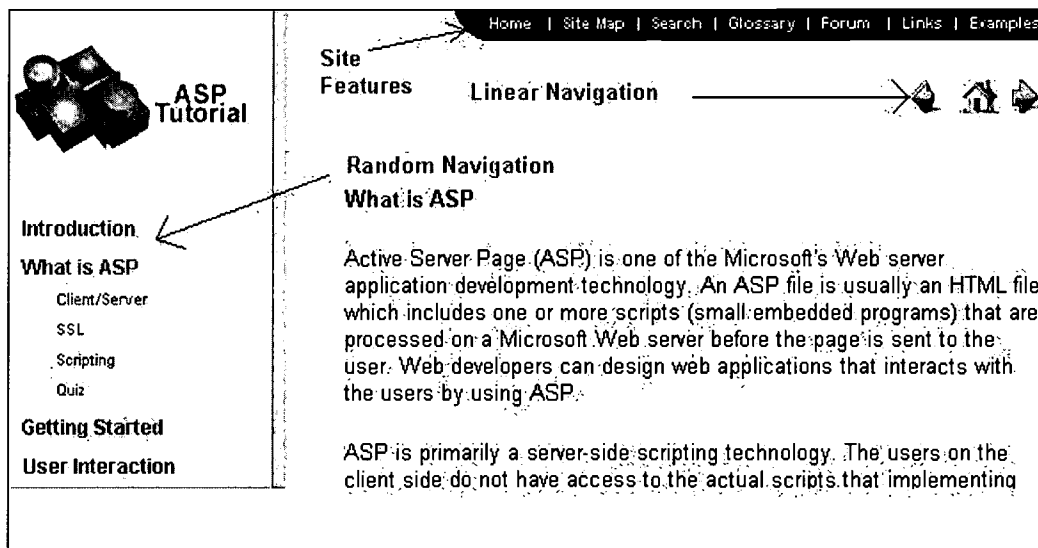 Home | Site Map | Search | Glossary | Forum | Links | Examples
Site
Features
Linear Navigation
ASP
Tutorial
Random Navigation
What is ASP
Introduction
What is ASP
Client/Server
SSL
Scripting
Quiz
Getting Started
User Interaction
Active Server Page (ASP) is one of the Microsoft's Web server
application development technology. An ASP file is usually an HTML file
which includes one or more scripts (small embedded programs) that are
processed on a Microsoft Web server before the page is sent to the
user. Web developers can design web applications that interacts with
the users by using ASP.
ASP is primarily a server-side scripting technology. The users on the
client side do not have access to the actual scripts that implementing